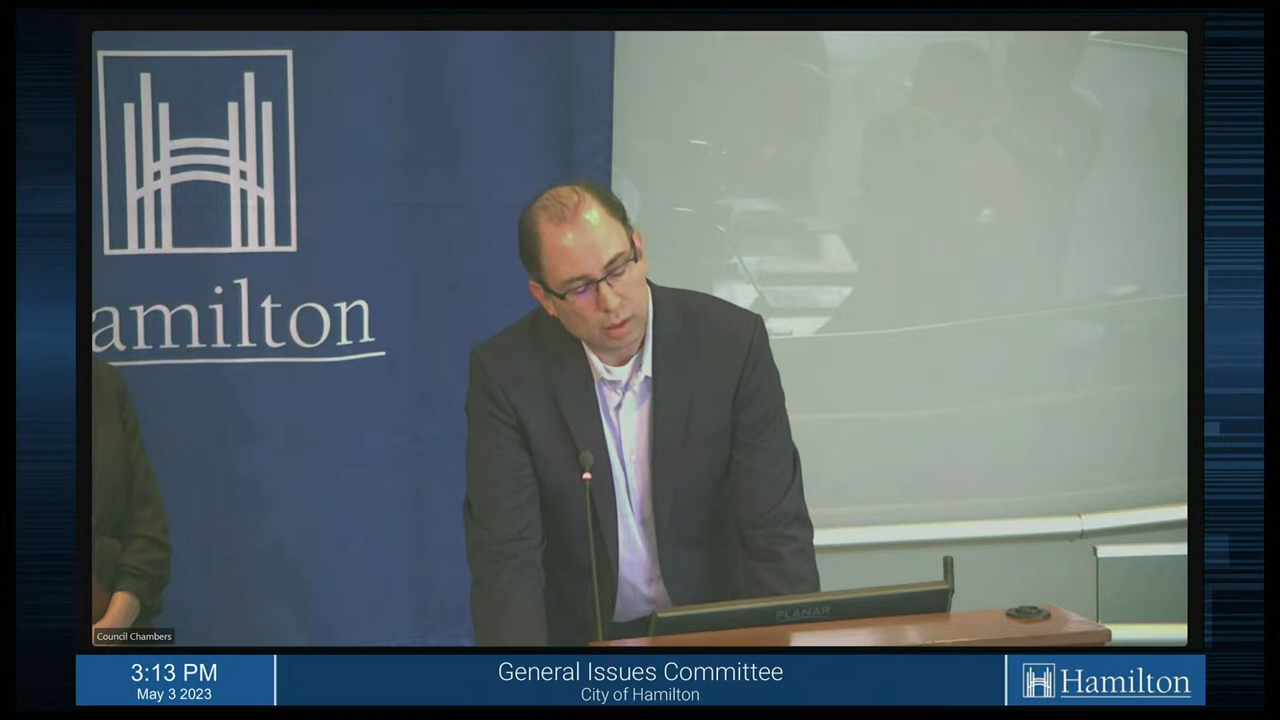 amilton
PLANAR
Council Chambers
3:13 PM
May 3 2023
General Issues Committee
City of Hamilton
Hamilton